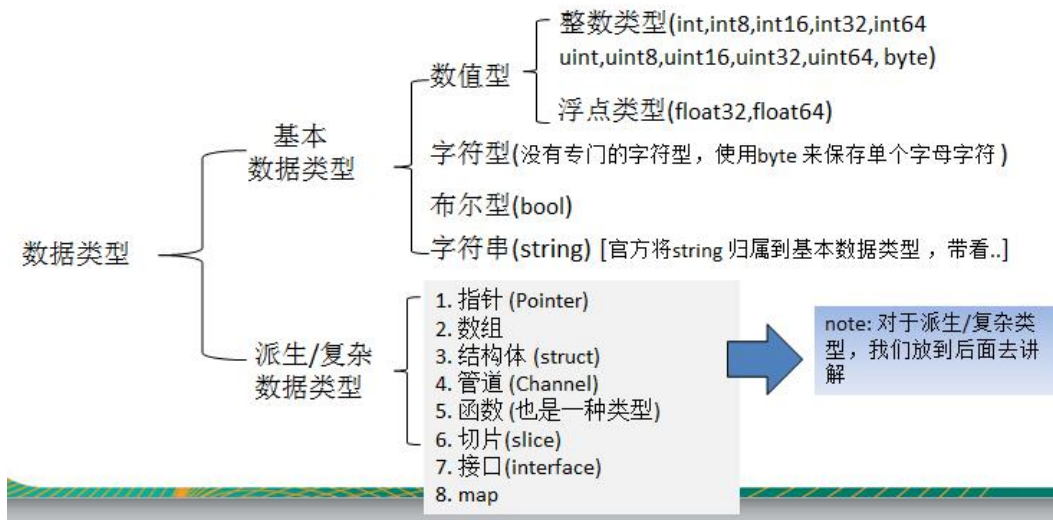 整数类型(int,int8,int16,int32,int64
uint,uint8,uint16,uint32,uint64, byte)
数值型
浮点类型(float32,float64)
基本
数据类型
字符型(没有专门的字符型，使用byte 来保存单个字母字符)
布尔型(bool)
字符串(string) [官方将string 归属到基本数据类型 ，带看..]
数据类型
派生/复杂
数据类型
1. 指针 (Pointer)
2. 数组
3. 结构体 (struct)
4. 管道 (Channel)
5. 函数 (也是一种类型)
6. 切片(slice)
7. 接口(interface)
8. map
note: 对于派生/复杂类
型，我们放到后面去讲
解